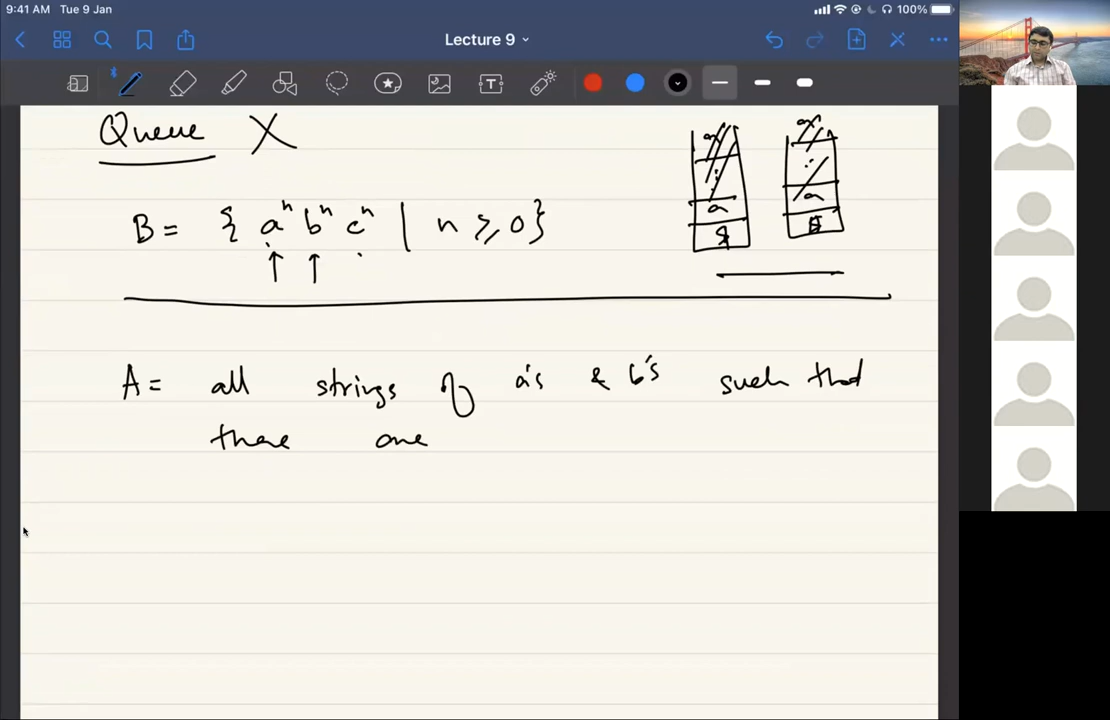 9:41 AM Tue 9 Jan
100%
Lecture 9
T
Queue X
B = { aⁿ bⁿ cⁿ | n ≥ 0 }
a a
$ $
A = all strings of a's & b's such that
there are